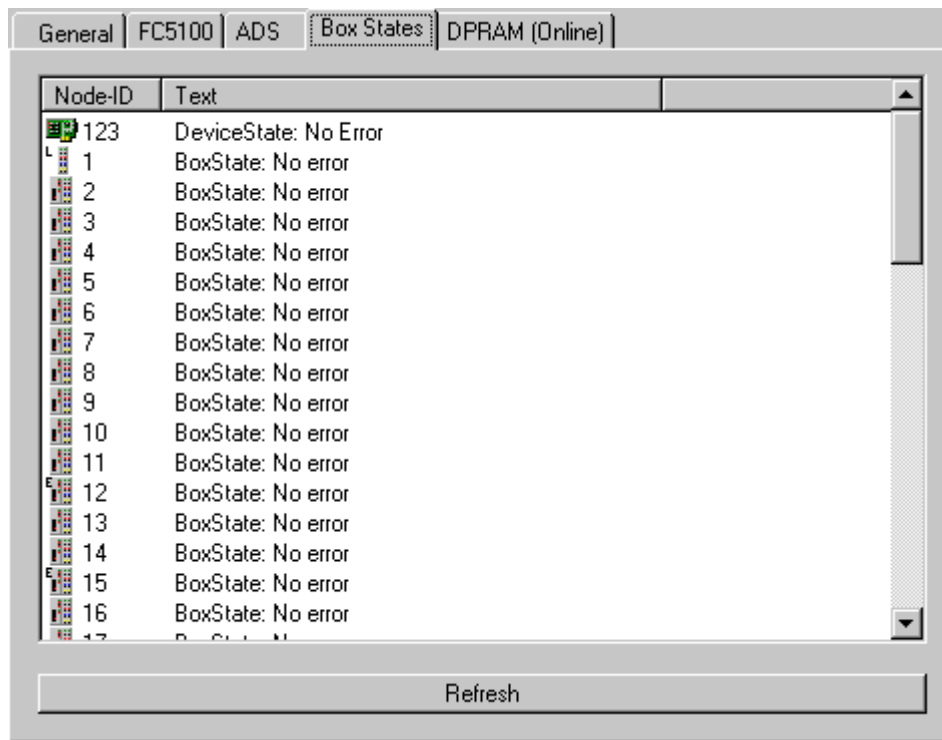 General FC5100 ADS Box States DPRAM (Online)
Node-ID Text
123 DeviceState: No Error
L 1 BoxState: No error
2 BoxState: No error
3 BoxState: No error
4 BoxState: No error
5 BoxState: No error
6 BoxState: No error
7 BoxState: No error
8 BoxState: No error
9 BoxState: No error
10 BoxState: No error
11 BoxState: No error
E 12 BoxState: No error
13 BoxState: No error
14 BoxState: No error
E 15 BoxState: No error
16 BoxState: No error
Refresh